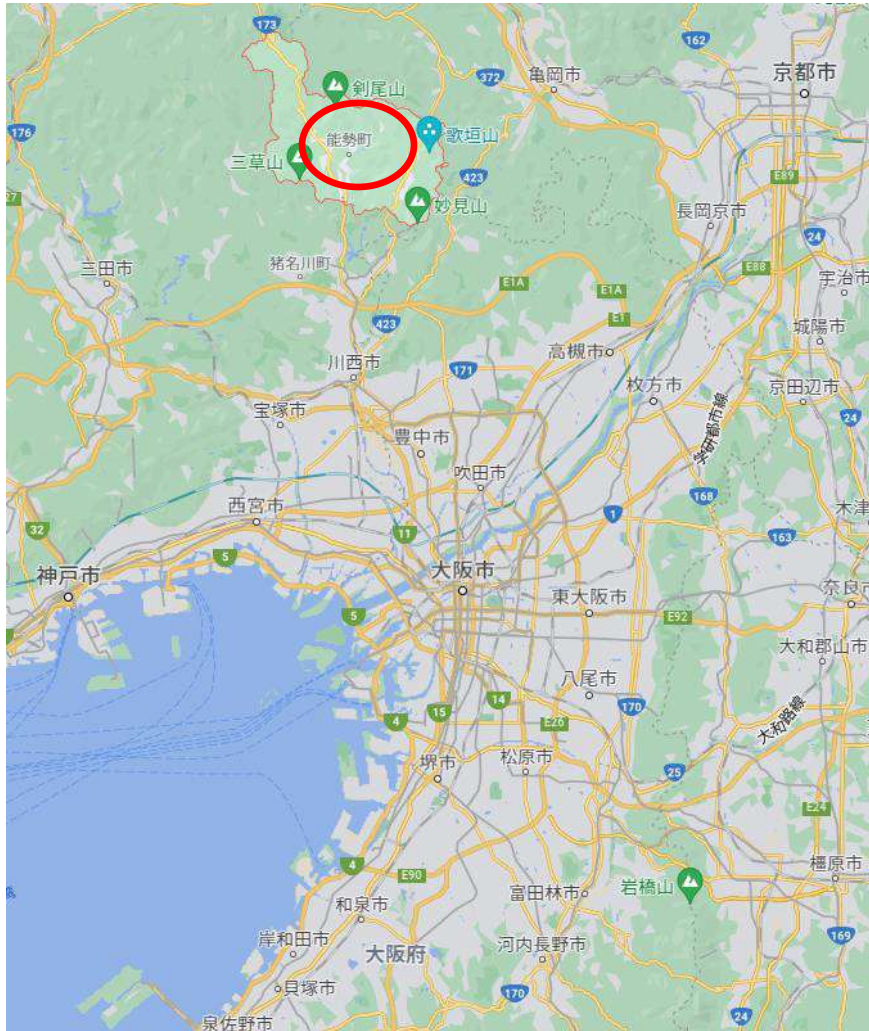 173
162
372
亀岡市
京都市
剣尾山
176
能勢町
歌垣山
三草山
423
E89
27
妙見山
長岡京市
24
三田市
猪名川町
E88
宇治市
E1A
E1A
423
E1
城陽市
高槻市
川西市
171
枚方市
京田辺市
宝塚市
24
豊中市
学研都市線
吹田市
168
西宮市
1
木津
32
11
163
5
神戸市
大阪市
奈良市
東大阪市
5
E92
大和郡山市
八尾市
14
170
15
4
E26
大和路線
堺市
松原市
25
E24
4
橿原市
E90
岩橋山
富田林市
和泉市
169
岸和田市
大阪府
河内長野市
貝塚市
170
24
泉佐野市